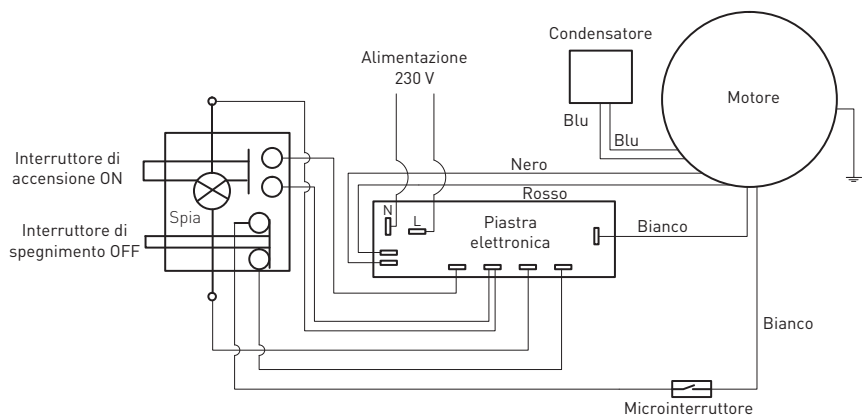 Condensatore
Alimentazione
230 V
Motore
Blu
Blu
Interruttore di
accensione ON
Nero
Rosso
Spia
N
L
Piastra
elettronica
Interruttore di
spegnimento OFF
Bianco
Bianco
Microinterruttore